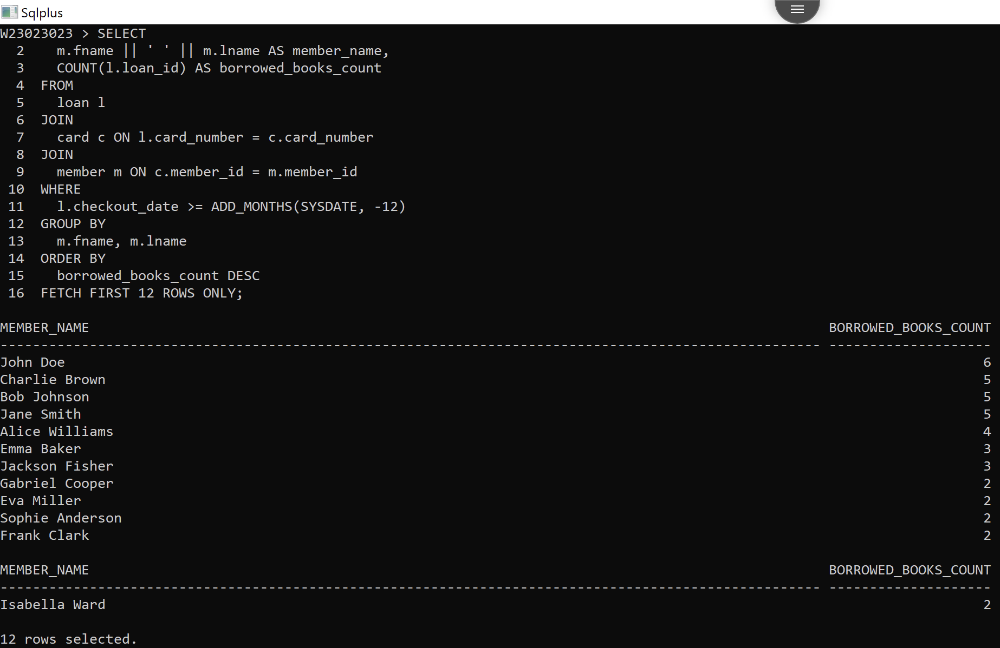 Sqlplus
W23023023 > SELECT
  2    m.fname || ' ' || m.lname AS member_name,
  3    COUNT(l.loan_id) AS borrowed_books_count
  4  FROM
  5    loan l
  6  JOIN
  7    card c ON l.card_number = c.card_number
  8  JOIN
  9    member m ON c.member_id = m.member_id
 10  WHERE
 11    l.checkout_date >= ADD_MONTHS(SYSDATE, -12)
 12  GROUP BY
 13    m.fname, m.lname
 14  ORDER BY
 15    borrowed_books_count DESC
 16  FETCH FIRST 12 ROWS ONLY;
MEMBER_NAME BORROWED_BOOKS_COUNT
----------------------------------------------------------------------------------------------------- --------------------
John Doe 6
Charlie Brown 5
Bob Johnson 5
Jane Smith 5
Alice Williams 4
Emma Baker 3
Jackson Fisher 3
Gabriel Cooper 2
Eva Miller 2
Sophie Anderson 2
Frank Clark 2
MEMBER_NAME BORROWED_BOOKS_COUNT
----------------------------------------------------------------------------------------------------- --------------------
Isabella Ward 2
12 rows selected.